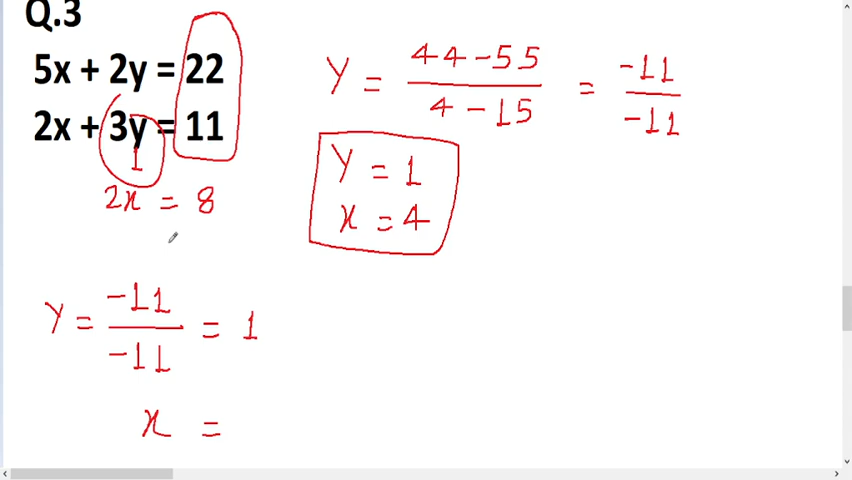 Q.3
5x + 2y = 22
2x + 3y = 11
1
2x = 8
y = 44-55 / 4-15 = -11 / -11
y = 1
x = 4
y = -11 / -11 = 1
x =